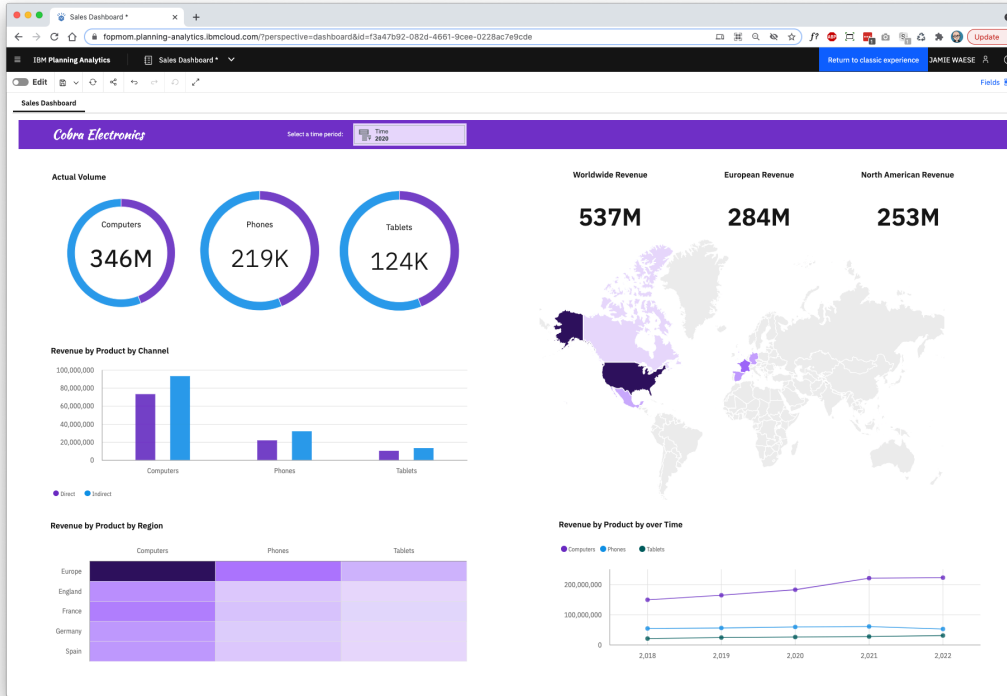 Sales Dashboard *
fopmom.planning-analytics.ibmcloud.com/?perspective=dashboard&id=f3a47b92-082d-4661-9cee-0228ac7e9cde
f?
ABP
Update
IBM Planning Analytics
Sales Dashboard *
Return to classic experience
JAMIE WAESE
Edit
Fields
Sales Dashboard
Cobra Electronics
Select a time period:
Time
2020
Actual Volume
Computers
346M
Phones
219K
Tablets
124K
Worldwide Revenue
537M
European Revenue
284M
North American Revenue
253M
Revenue by Product by Channel
100,000,000
80,000,000
60,000,000
40,000,000
20,000,000
0
Computers
Phones
Tablets
Direct
Indirect
Revenue by Product by Region
Computers
Phones
Tablets
Europe
England
France
Germany
Spain
Revenue by Product by over Time
Computers
Phones
Tablets
200,000,000
100,000,000
0
2,018
2,019
2,020
2,021
2,022